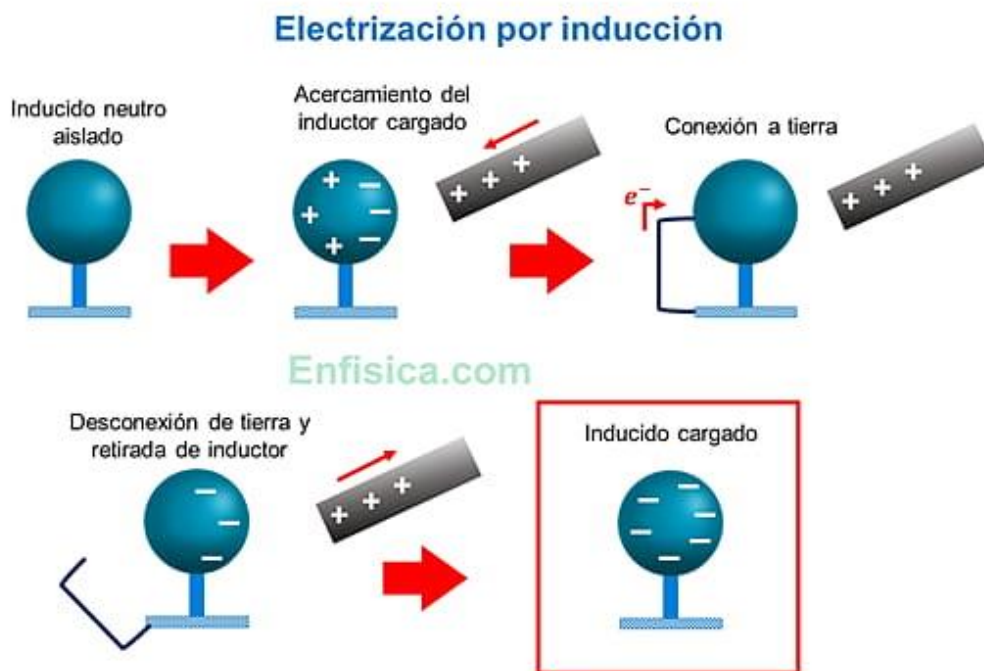 Electrización por inducción
Inducido neutro
aislado
Acercamiento del
inductor cargado
+ + +
+ + +
− − −
Conexión a tierra
e⁻
+ + +
Enfisica.com
Desconexión de tierra y
retirada de inductor
− − −
+ + +
Inducido cargado
− − − − − − −